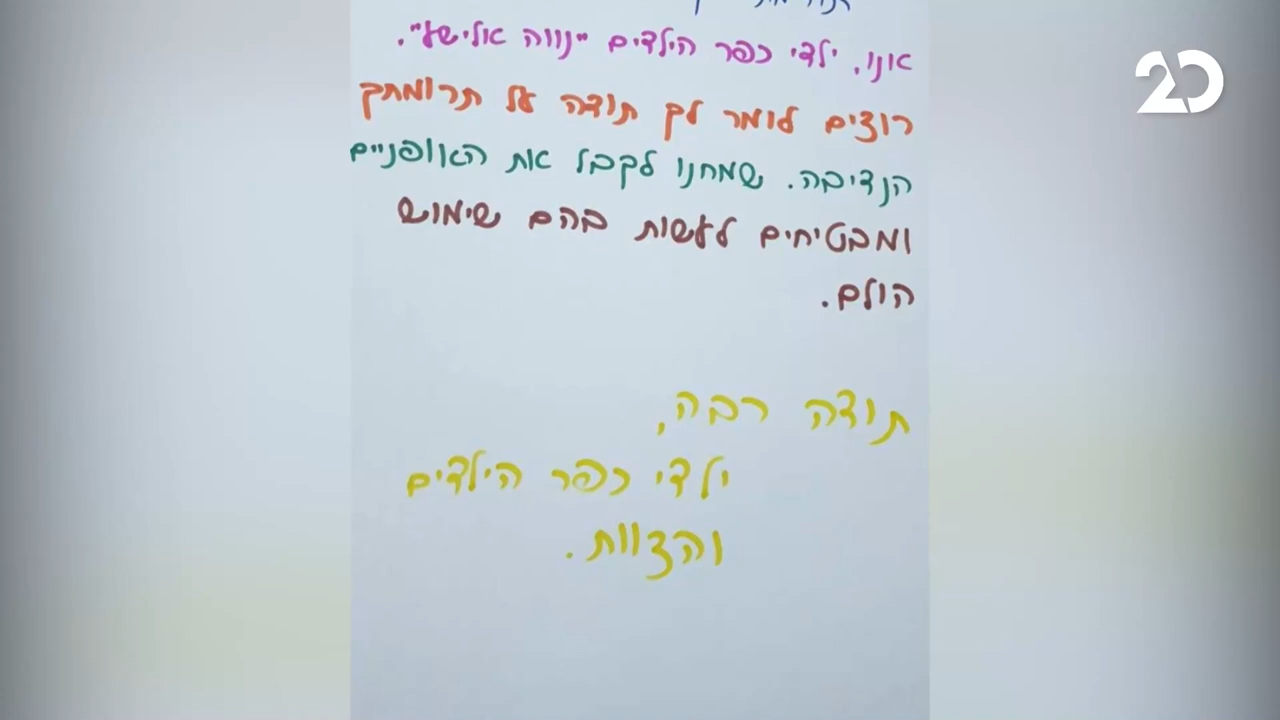 אנו, ילדי כפר הילדים "נווה אלישע".
רוצים לומר לך תודה על תרומתך
הנדיבה. שמחנו לקבל את האופניים
ומבטיחים לעשות בהם שימוש
הולם.
תודה רבה,
ילדי כפר הילדים
והצוות.
20